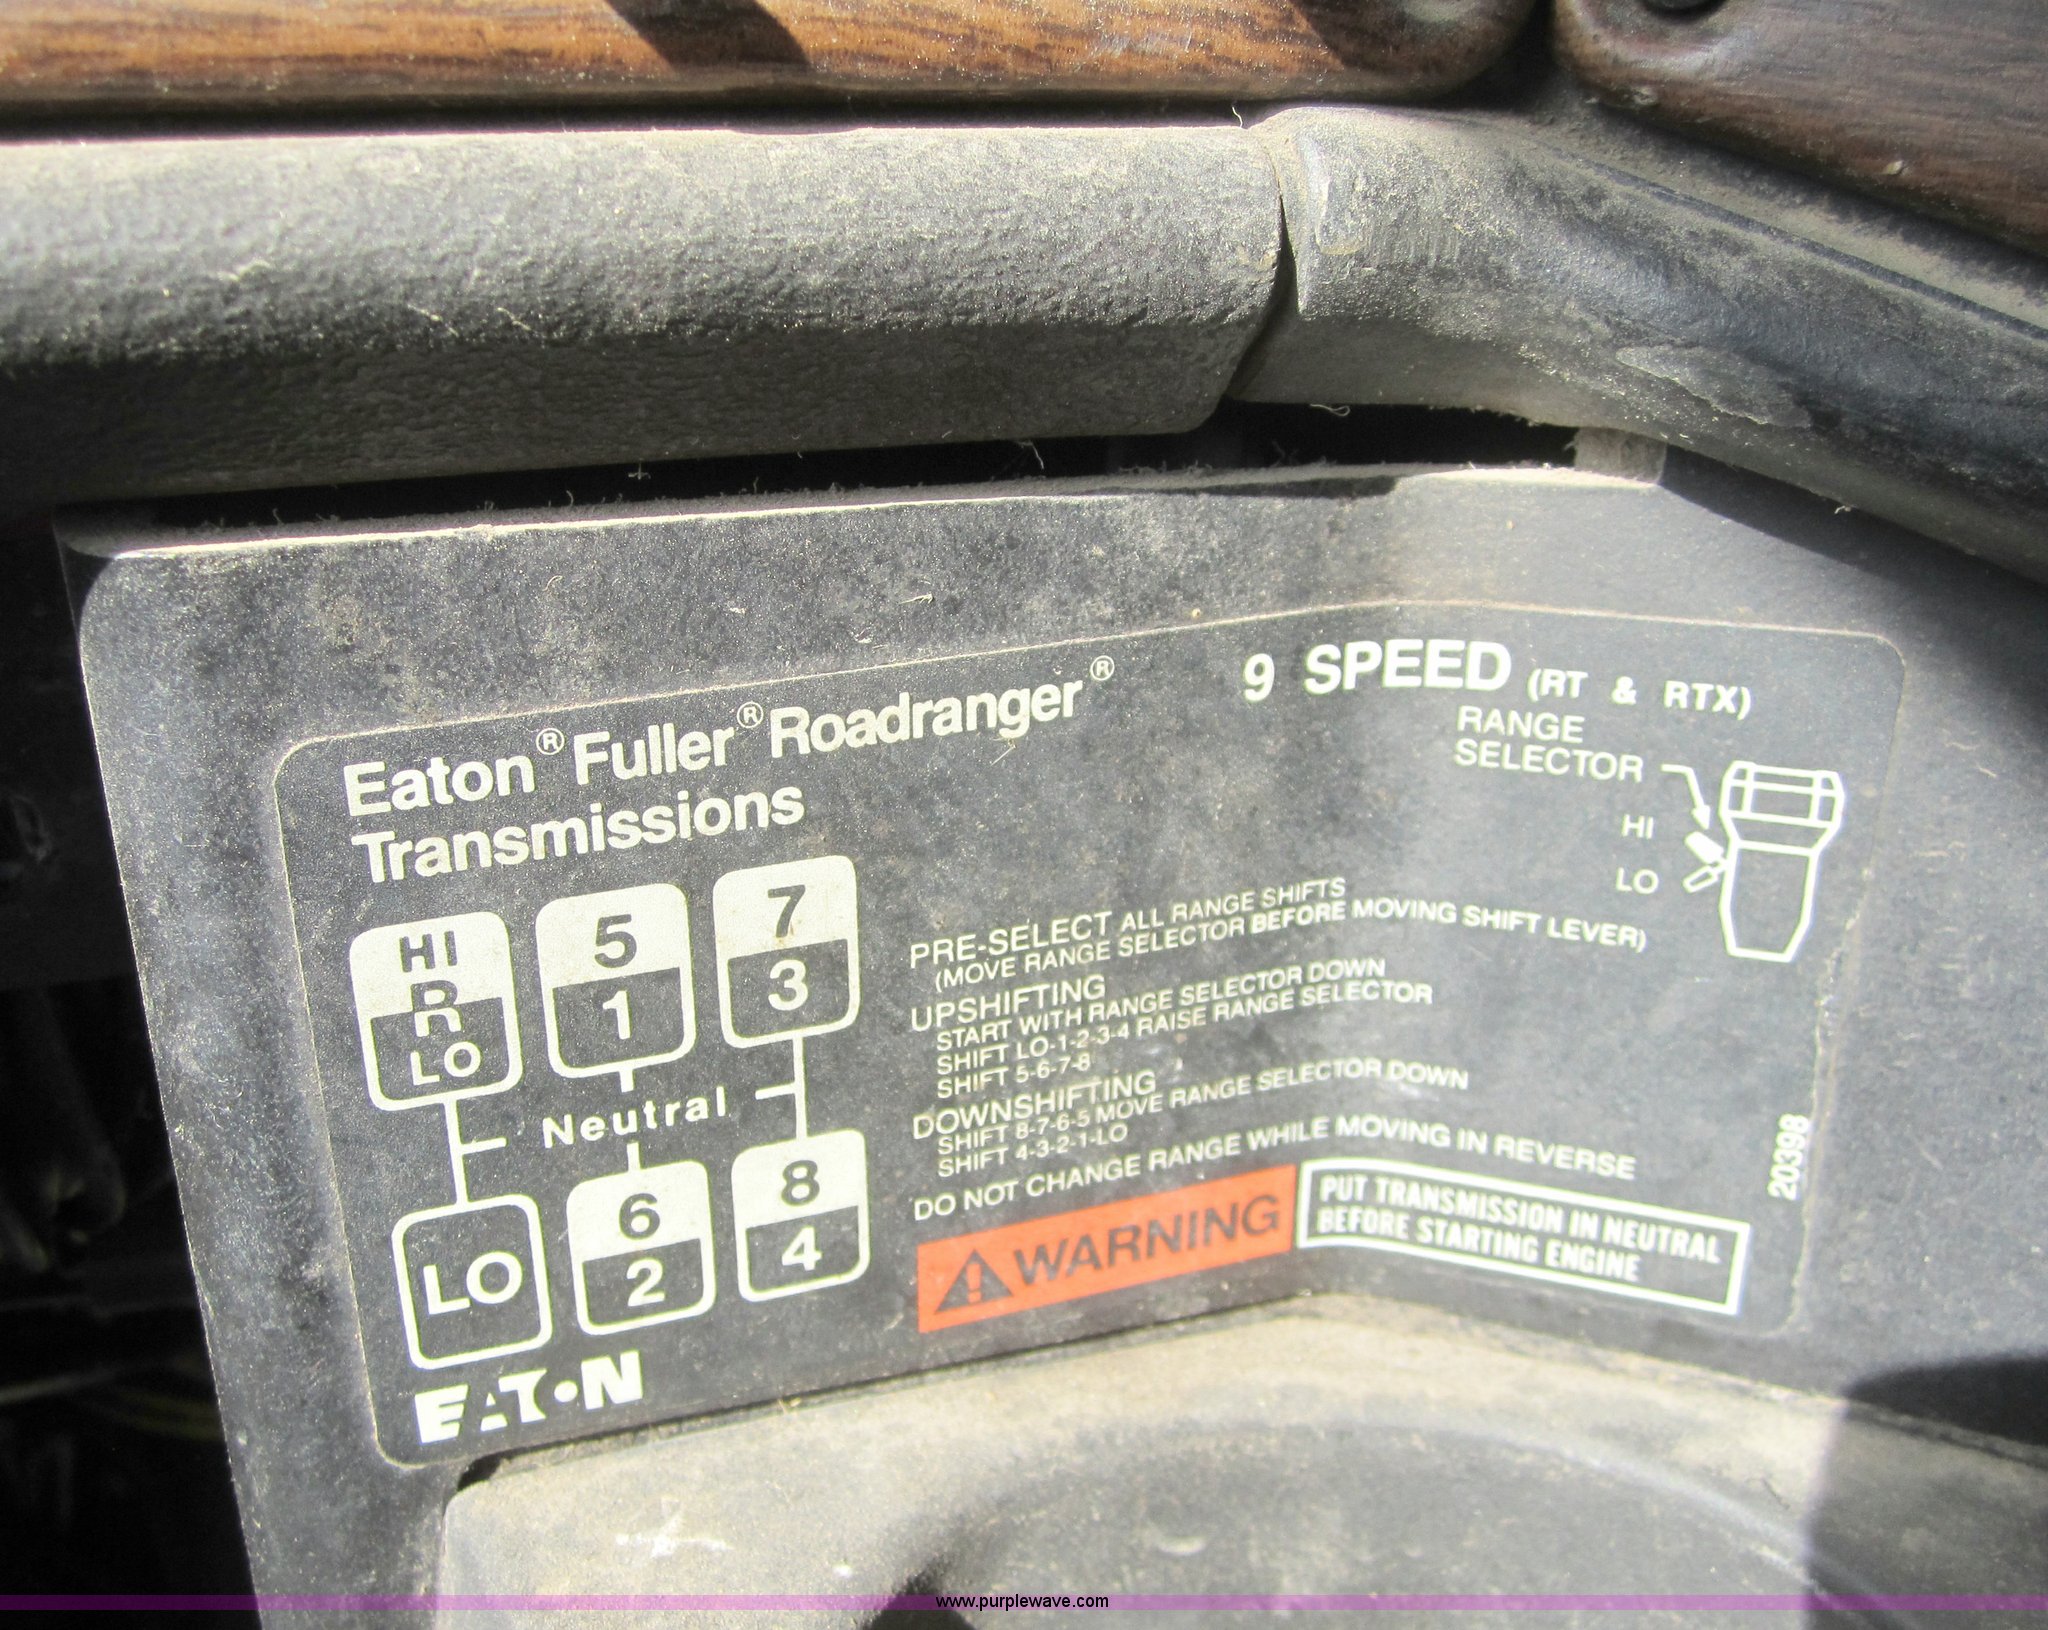 Eaton® Fuller® Roadranger®
Transmissions
9 SPEED (RT & RTX)
RANGE
SELECTOR
HI
LO
HI
R
LO
5
1
7
3
Neutral
LO
6
2
8
4
EATON
PRE-SELECT ALL RANGE SHIFTS
(MOVE RANGE SELECTOR BEFORE MOVING SHIFT LEVER)
UPSHIFTING
START WITH RANGE SELECTOR DOWN
SHIFT LO-1-2-3-4 RAISE RANGE SELECTOR
SHIFT 5-6-7-8
DOWNSHIFTING
SHIFT 8-7-6-5 MOVE RANGE SELECTOR DOWN
SHIFT 4-3-2-1-LO
DO NOT CHANGE RANGE WHILE MOVING IN REVERSE
WARNING
PUT TRANSMISSION IN NEUTRAL
BEFORE STARTING ENGINE
20398
www.purplewave.com